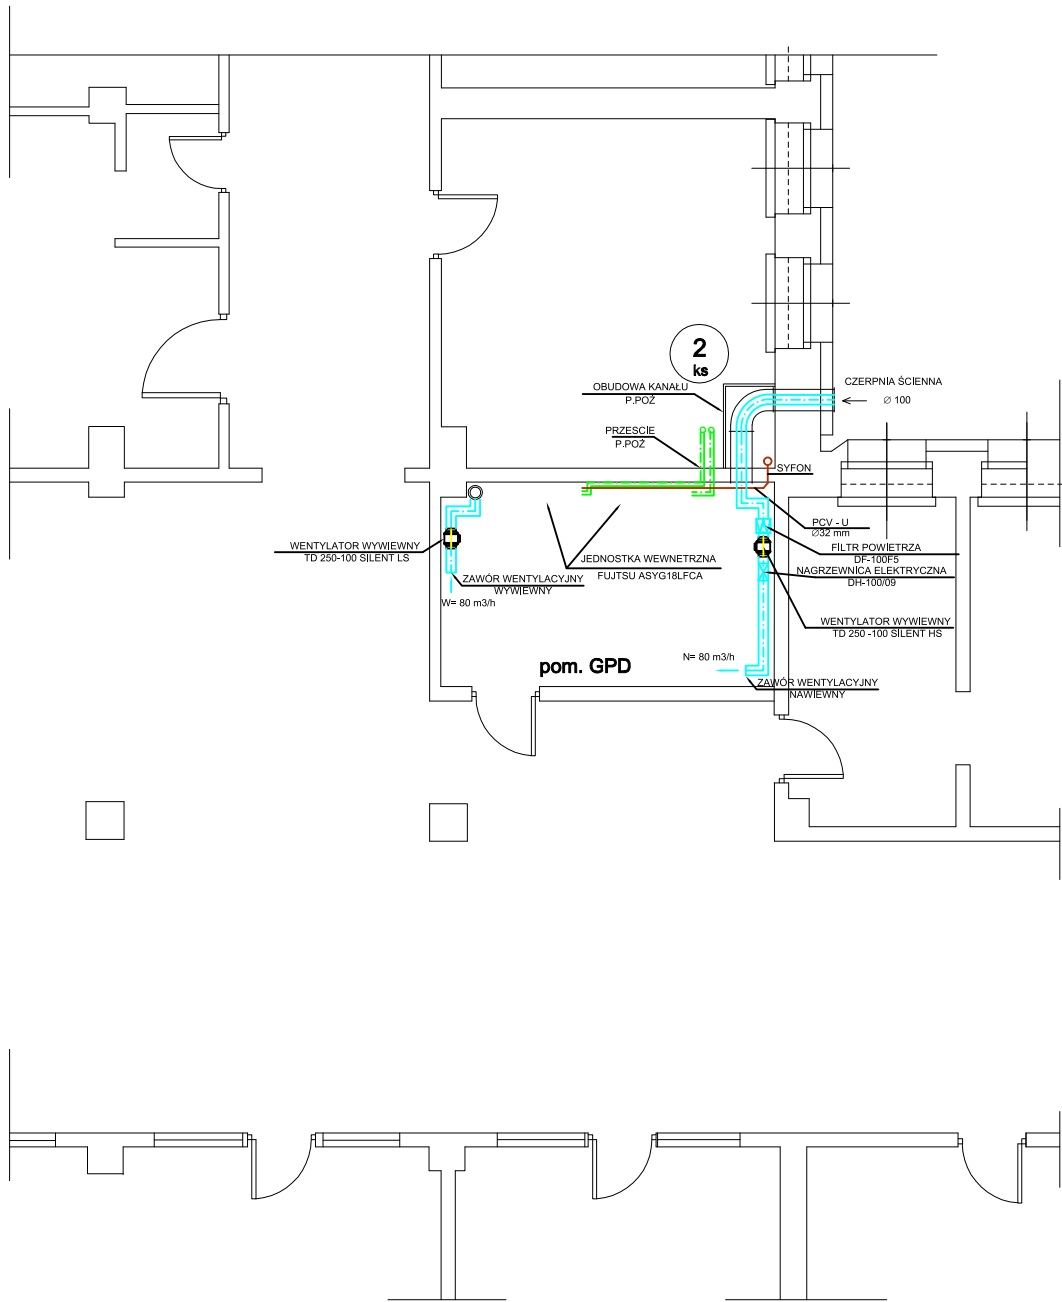 2
ks
CZERPNIA ŚCIENNA
Ø 100
OBUDOWA KANAŁU
P.POŻ
PRZESCIE
P.POŻ
SYFON
PCV - U
Ø32 mm
WENTYLATOR WYWIEWNY
TD 250-100 SILENT LS
JEDNOSTKA WEWNETRZNA
FUJTSU ASYG18LFCA
FILTR POWIETRZA
DF-100F5
NAGRZEWNICA ELEKTRYCZNA
DH-100/09
ZAWÓR WENTYLACYJNY
WYWIEWNY
W= 80 m3/h
WENTYLATOR WYWIEWNY
TD 250 -100 SILENT HS
N= 80 m3/h
pom. GPD
ZAWÓR WENTYLACYJNY
NAWIEWNY